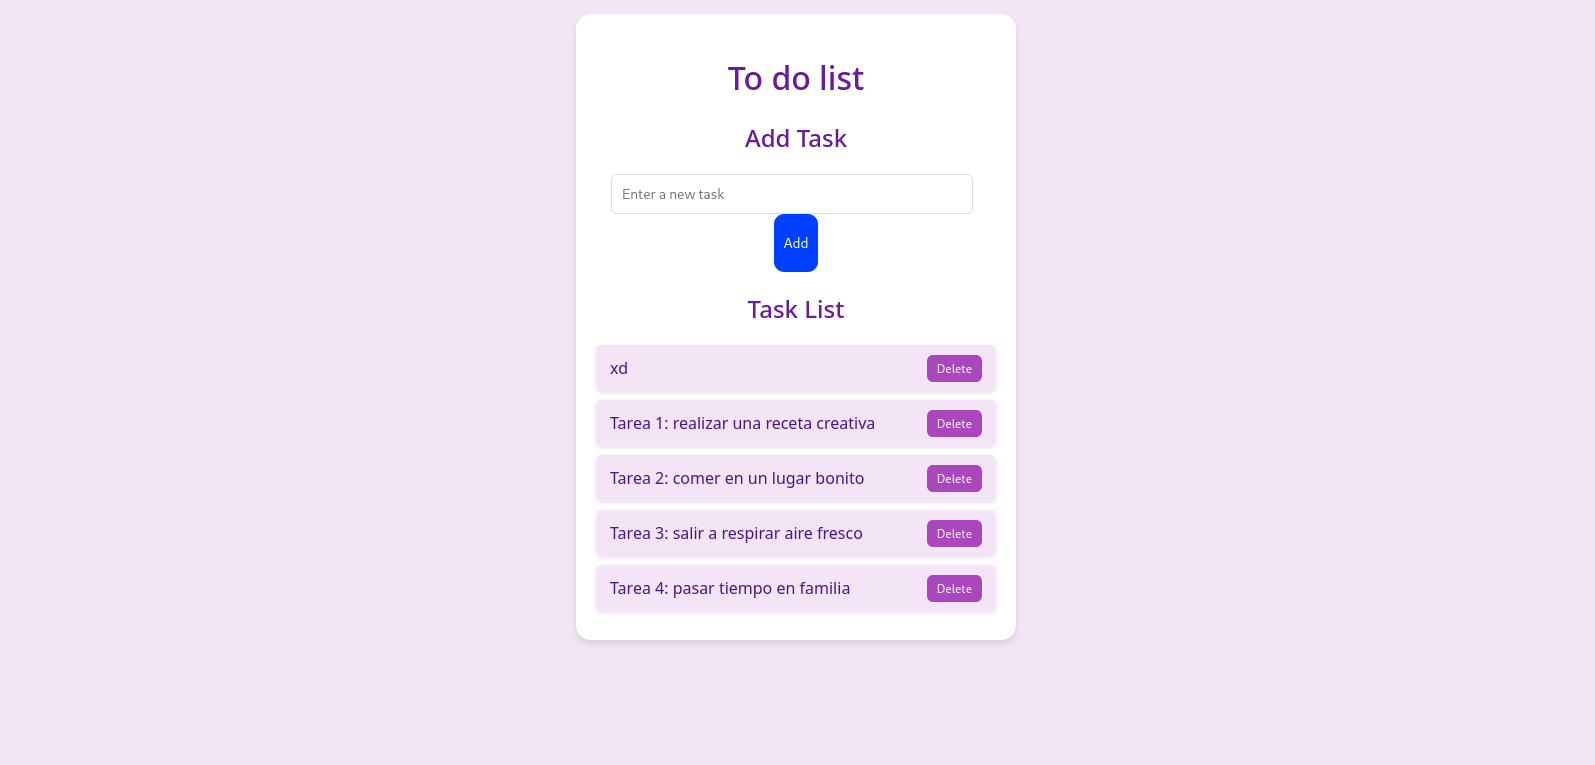 To do list
Add Task
Enter a new task
Add
Task List
xd
Delete
Tarea 1: realizar una receta creativa
Delete
Tarea 2: comer en un lugar bonito
Delete
Tarea 3: salir a respirar aire fresco
Delete
Tarea 4: pasar tiempo en familia
Delete